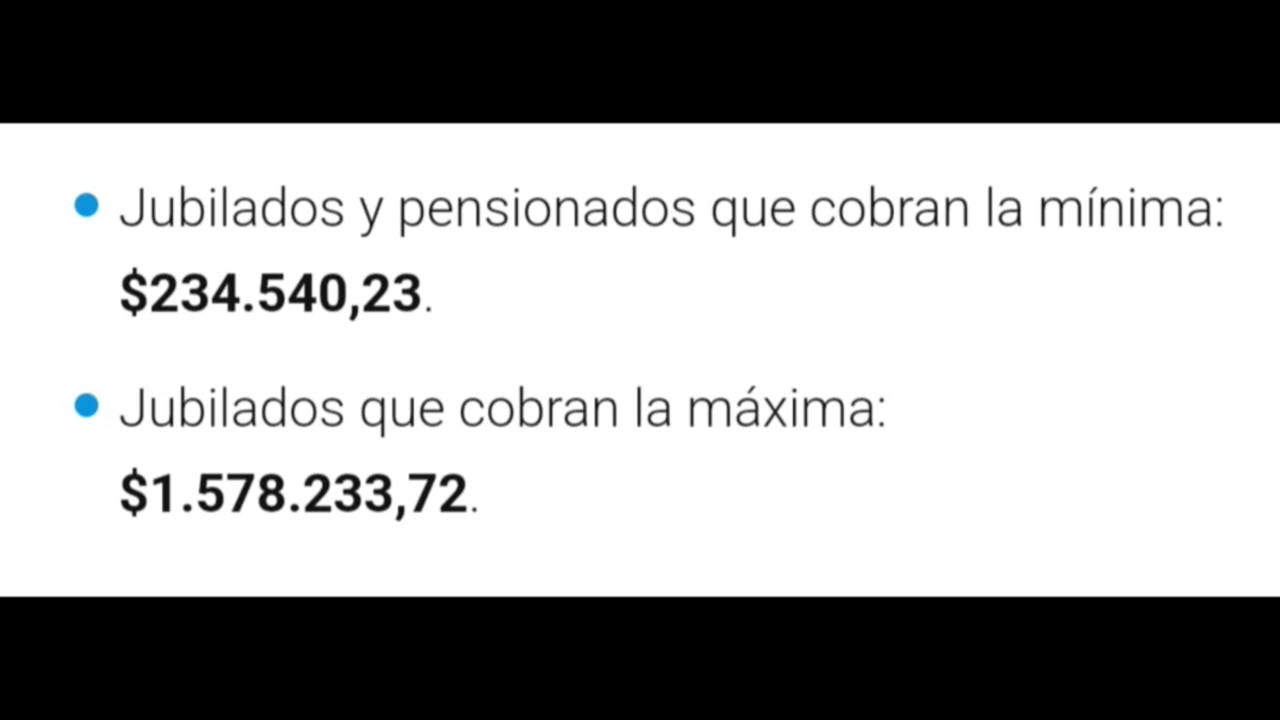 Jubilados y pensionados que cobran la mínima:
$234.540,23.
Jubilados que cobran la máxima:
$1.578.233,72.